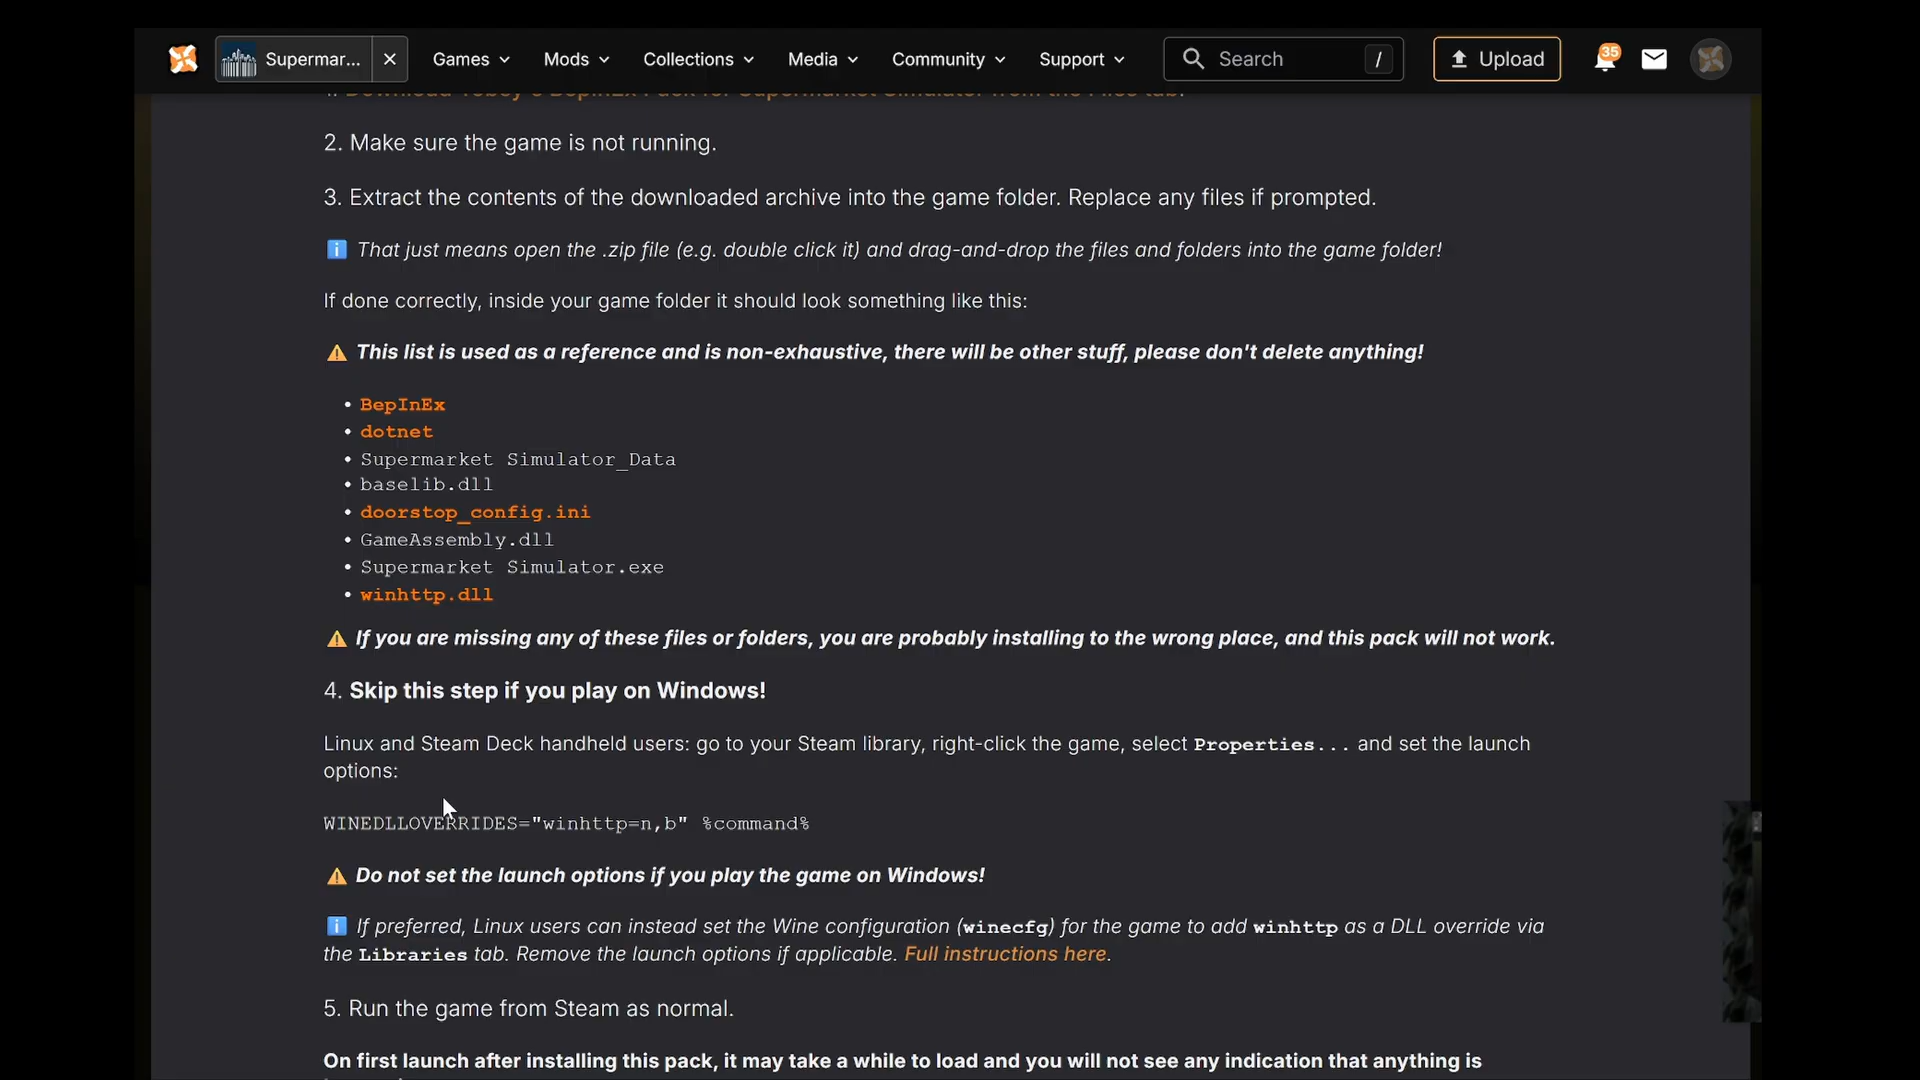 Supermar...
Games
Mods
Collections
Media
Community
Support
Search
/
Upload
35
1. Download Tobey's BepInEx Pack for Supermarket Simulator from the Files tab.
2. Make sure the game is not running.
3. Extract the contents of the downloaded archive into the game folder. Replace any files if prompted.
i That just means open the .zip file (e.g. double click it) and drag-and-drop the files and folders into the game folder!
If done correctly, inside your game folder it should look something like this:
This list is used as a reference and is non-exhaustive, there will be other stuff, please don't delete anything!
• BepInEx
• dotnet
• Supermarket Simulator_Data
• baselib.dll
• doorstop_config.ini
• GameAssembly.dll
• Supermarket Simulator.exe
• winhttp.dll
If you are missing any of these files or folders, you are probably installing to the wrong place, and this pack will not work.
4. Skip this step if you play on Windows!
Linux and Steam Deck handheld users: go to your Steam library, right-click the game, select Properties... and set the launch
options:
WINEDLLOVERRIDES="winhttp=n,b" %command%
Do not set the launch options if you play the game on Windows!
i If preferred, Linux users can instead set the Wine configuration (winecfg) for the game to add winhttp as a DLL override via
the Libraries tab. Remove the launch options if applicable. Full instructions here.
5. Run the game from Steam as normal.
On first launch after installing this pack, it may take a while to load and you will not see any indication that anything is